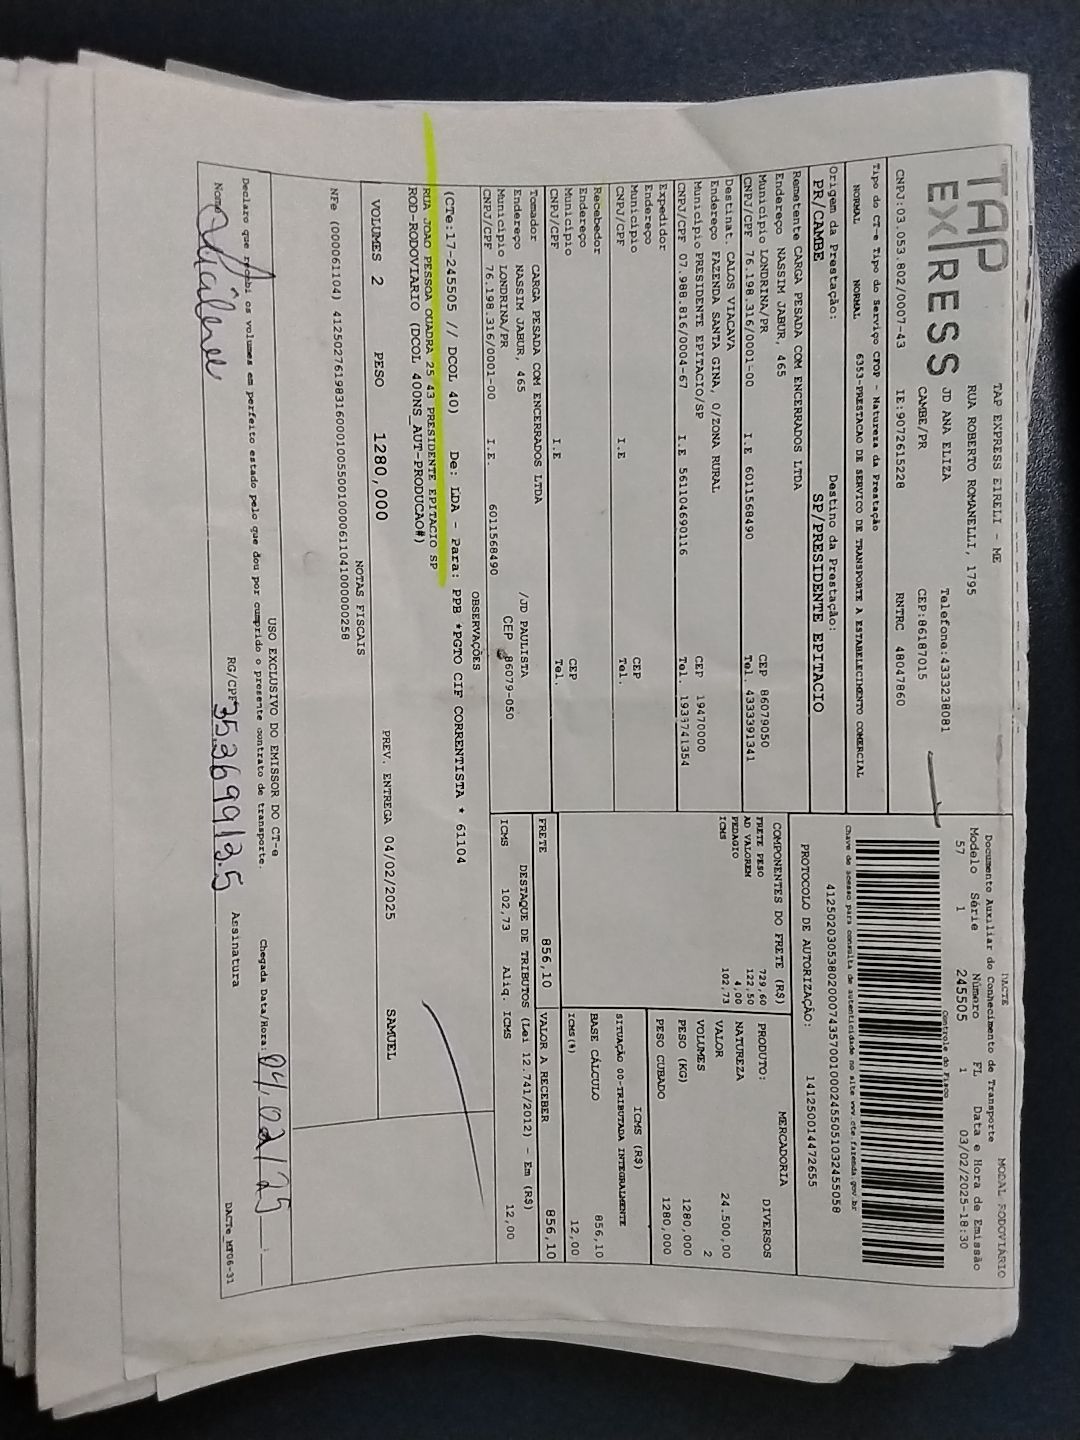 TAP
EXPRESS
TAP EXPRESS EIRELI - ME
RUA ROBERTO ROMANELLI, 1795
JD ANA ELIZA Telefone:4333238081
CAMBE/PR CEP:86187015
CNPJ:03.053.802/0007-43 IE:9072615228 RNTRC 48047860
DACTE MODAL RODOVIÁRIO
Documento Auxiliar do Conhecimento de Transporte
Modelo Série Número FL Data e Hora de Emissão
57 1 245505 1 03/02/2025-18:30
Controle do Fisco
Chave de acesso para consulta de autenticidade no site www.cte.fazenda.gov.br
41250203053802000743570010002455051032455058
PROTOCOLO DE AUTORIZAÇÃO: 141250014472655
Tipo do CT-e Tipo do Serviço CFOP - Natureza da Prestação
NORMAL NORMAL 6353-PRESTACAO DE SERVICO DE TRANSPORTE A ESTABELECIMENTO COMERCIAL
Origem da Prestação: Destino da Prestação:
PR/CAMBE SP/PRESIDENTE EPITACIO
Remetente CARGA PESADA COM ENCERRADOS LTDA
Endereço NASSIM JABUR, 465
Município LONDRINA/PR CEP 86079050
CNPJ/CPF 76.198.316/0001-00 I.E 6011568490 Tel. 4333391341
Destinat. CALOS VIACAVA
Endereço FAZENDA SANTA GINA, 0/ZONA RURAL
Município PRESIDENTE EPITACIO/SP CEP 19470000
CNPJ/CPF 07.988.816/0004-67 I.E 561104690116 Tel. 1933741354
Expedidor
Endereço
Município CEP
CNPJ/CPF I.E Tel.
Recebedor
Endereço
Município CEP
CNPJ/CPF I.E Tel.
Tomador CARGA PESADA COM ENCERRADOS LTDA
Endereço NASSIM JABUR, 465 /JD PAULISTA
Município LONDRINA/PR CEP 86079-050
CNPJ/CPF 76.198.316/0001-00 I.E. 6011568490
COMPONENTES DO FRETE (R$)
FRETE PESO 729,60
AD VALOREM 122,50
PEDAGIO 4,00
ICMS 102,73
MERCADORIA
PRODUTO: DIVERSOS
NATUREZA
VALOR 24.500,00
VOLUMES 2
PESO (KG) 1280,000
PESO CUBADO 1280,000
ICMS (R$)
SITUAÇÃO 00-TRIBUTADA INTEGRALMENTE
BASE CÁLCULO 856,10
ICMS(%) 12,00
FRETE 856,10 VALOR A RECEBER 856,10
DESTAQUE DE TRIBUTOS (Lei 12.741/2012) - Em (R$)
ICMS 102,73 Aliq. ICMS 12,00
OBSERVAÇÕES
(CTe:17-245505 // DCOL 40) De: LDA - Para: PPB *PGTO CIF CORRENTISTA * 61104
RUA JOAO PESSOA QUADRA 25 43 PRESIDENTE EPITACIO SP
ROD-RODOVIARIO (DCOL 40ONS_AUT-PRODUCAO#)
VOLUMES 2 PESO 1280,000 PREV. ENTREGA 04/02/2025 SAMUEL
NOTAS FISCAIS
NFe (000061104) 41250276198316000100550010000611041000000258
USO EXCLUSIVO DO EMISSOR DO CT-e
Declaro que recebi os volumes em perfeito estado pelo que dou por cumprido o presente contrato de transporte. Chegada Data/Hora: 04/02/25 :
Nome RG/CPF 35.369913.5 Assinatura
DACTe_MF06-31